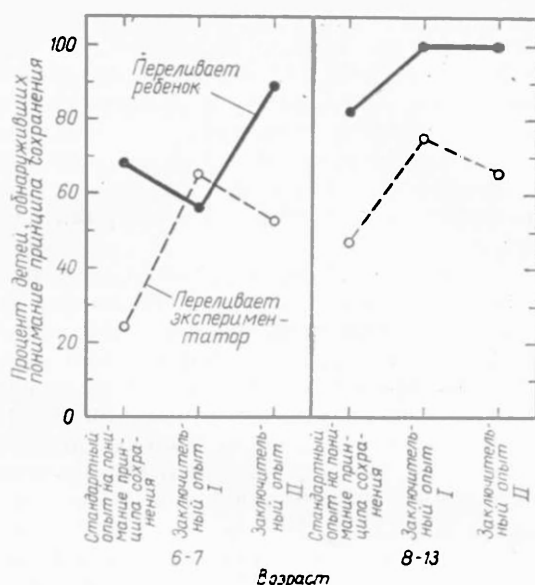 Процент детей, обнаруживших
понимание принципа сохранения
100
80
60
40
20
0
Переливает
ребенок
Переливает
эксперимен-
татор
Стандартный
опыт на пони-
мание прин-
ципа сохра-
нения
Заключитель-
ный опыт
I
Заключитель-
ный опыт
II
Стандартный
опыт на пони-
мание прин-
ципа сохра-
нения
Заключитель-
ный опыт
I
Заключитель-
ный опыт
II
6-7
8-13
Возраст